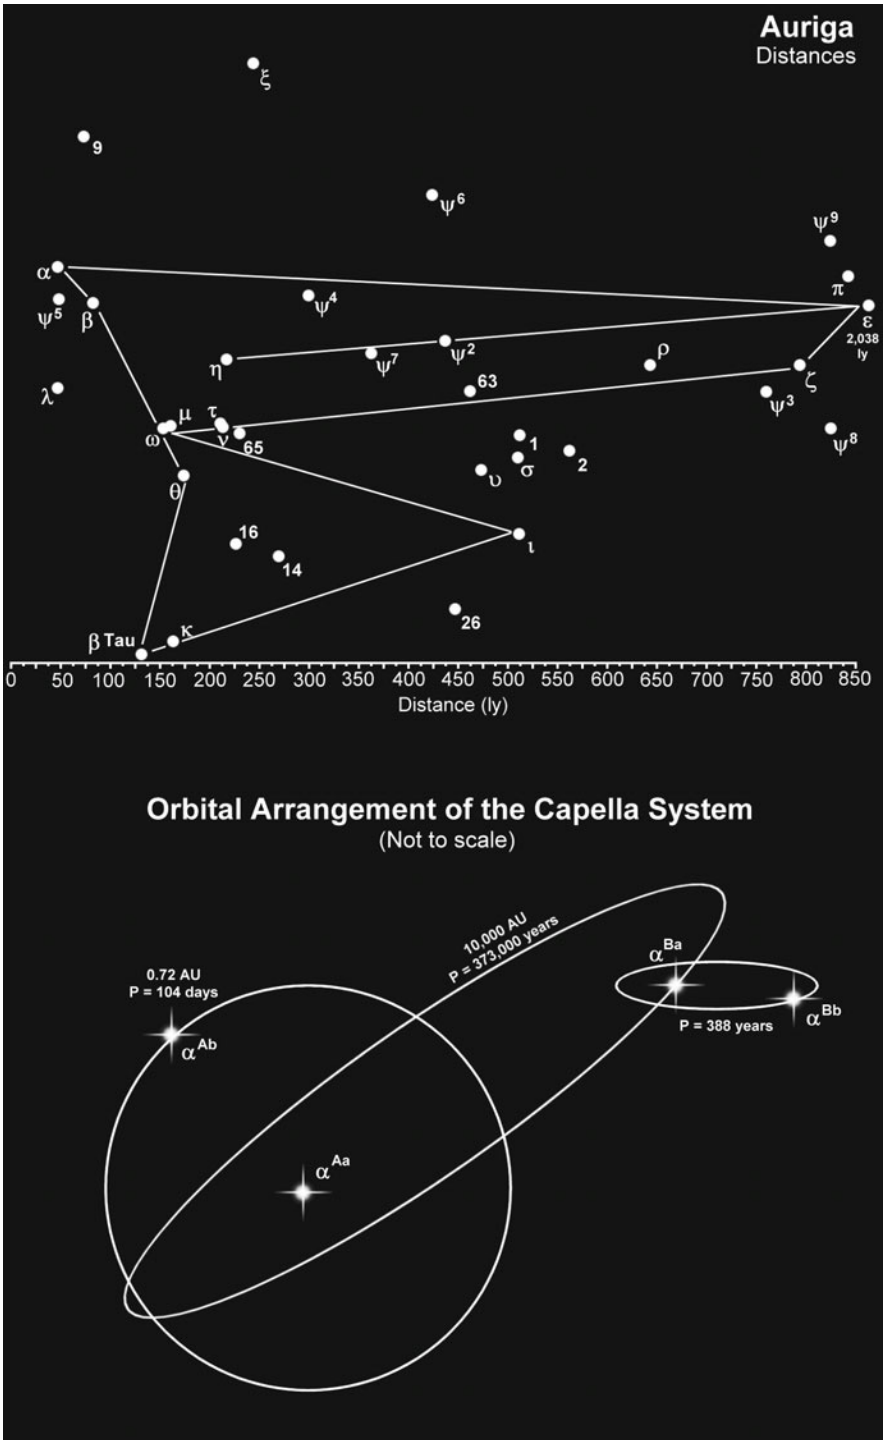 Auriga
Distances
ξ
9
ψ6
ψ9
α
π
ψ5
β
ψ4
ε
2,038
ly
η
ψ7
ψ2
ρ
ζ
λ
63
ψ3
ω
μ
τ
ν
65
1
2
ψ8
θ
υ
σ
16
14
ι
26
β Tau
κ
0 50 100 150 200 250 300 350 400 450 500 550 600 650 700 750 800 850
Distance (ly)
Orbital Arrangement of the Capella System
(Not to scale)
10,000 AU
P = 373,000 years
αBa
0.72 AU
P = 104 days
αAb
αBb
P = 388 years
αAa